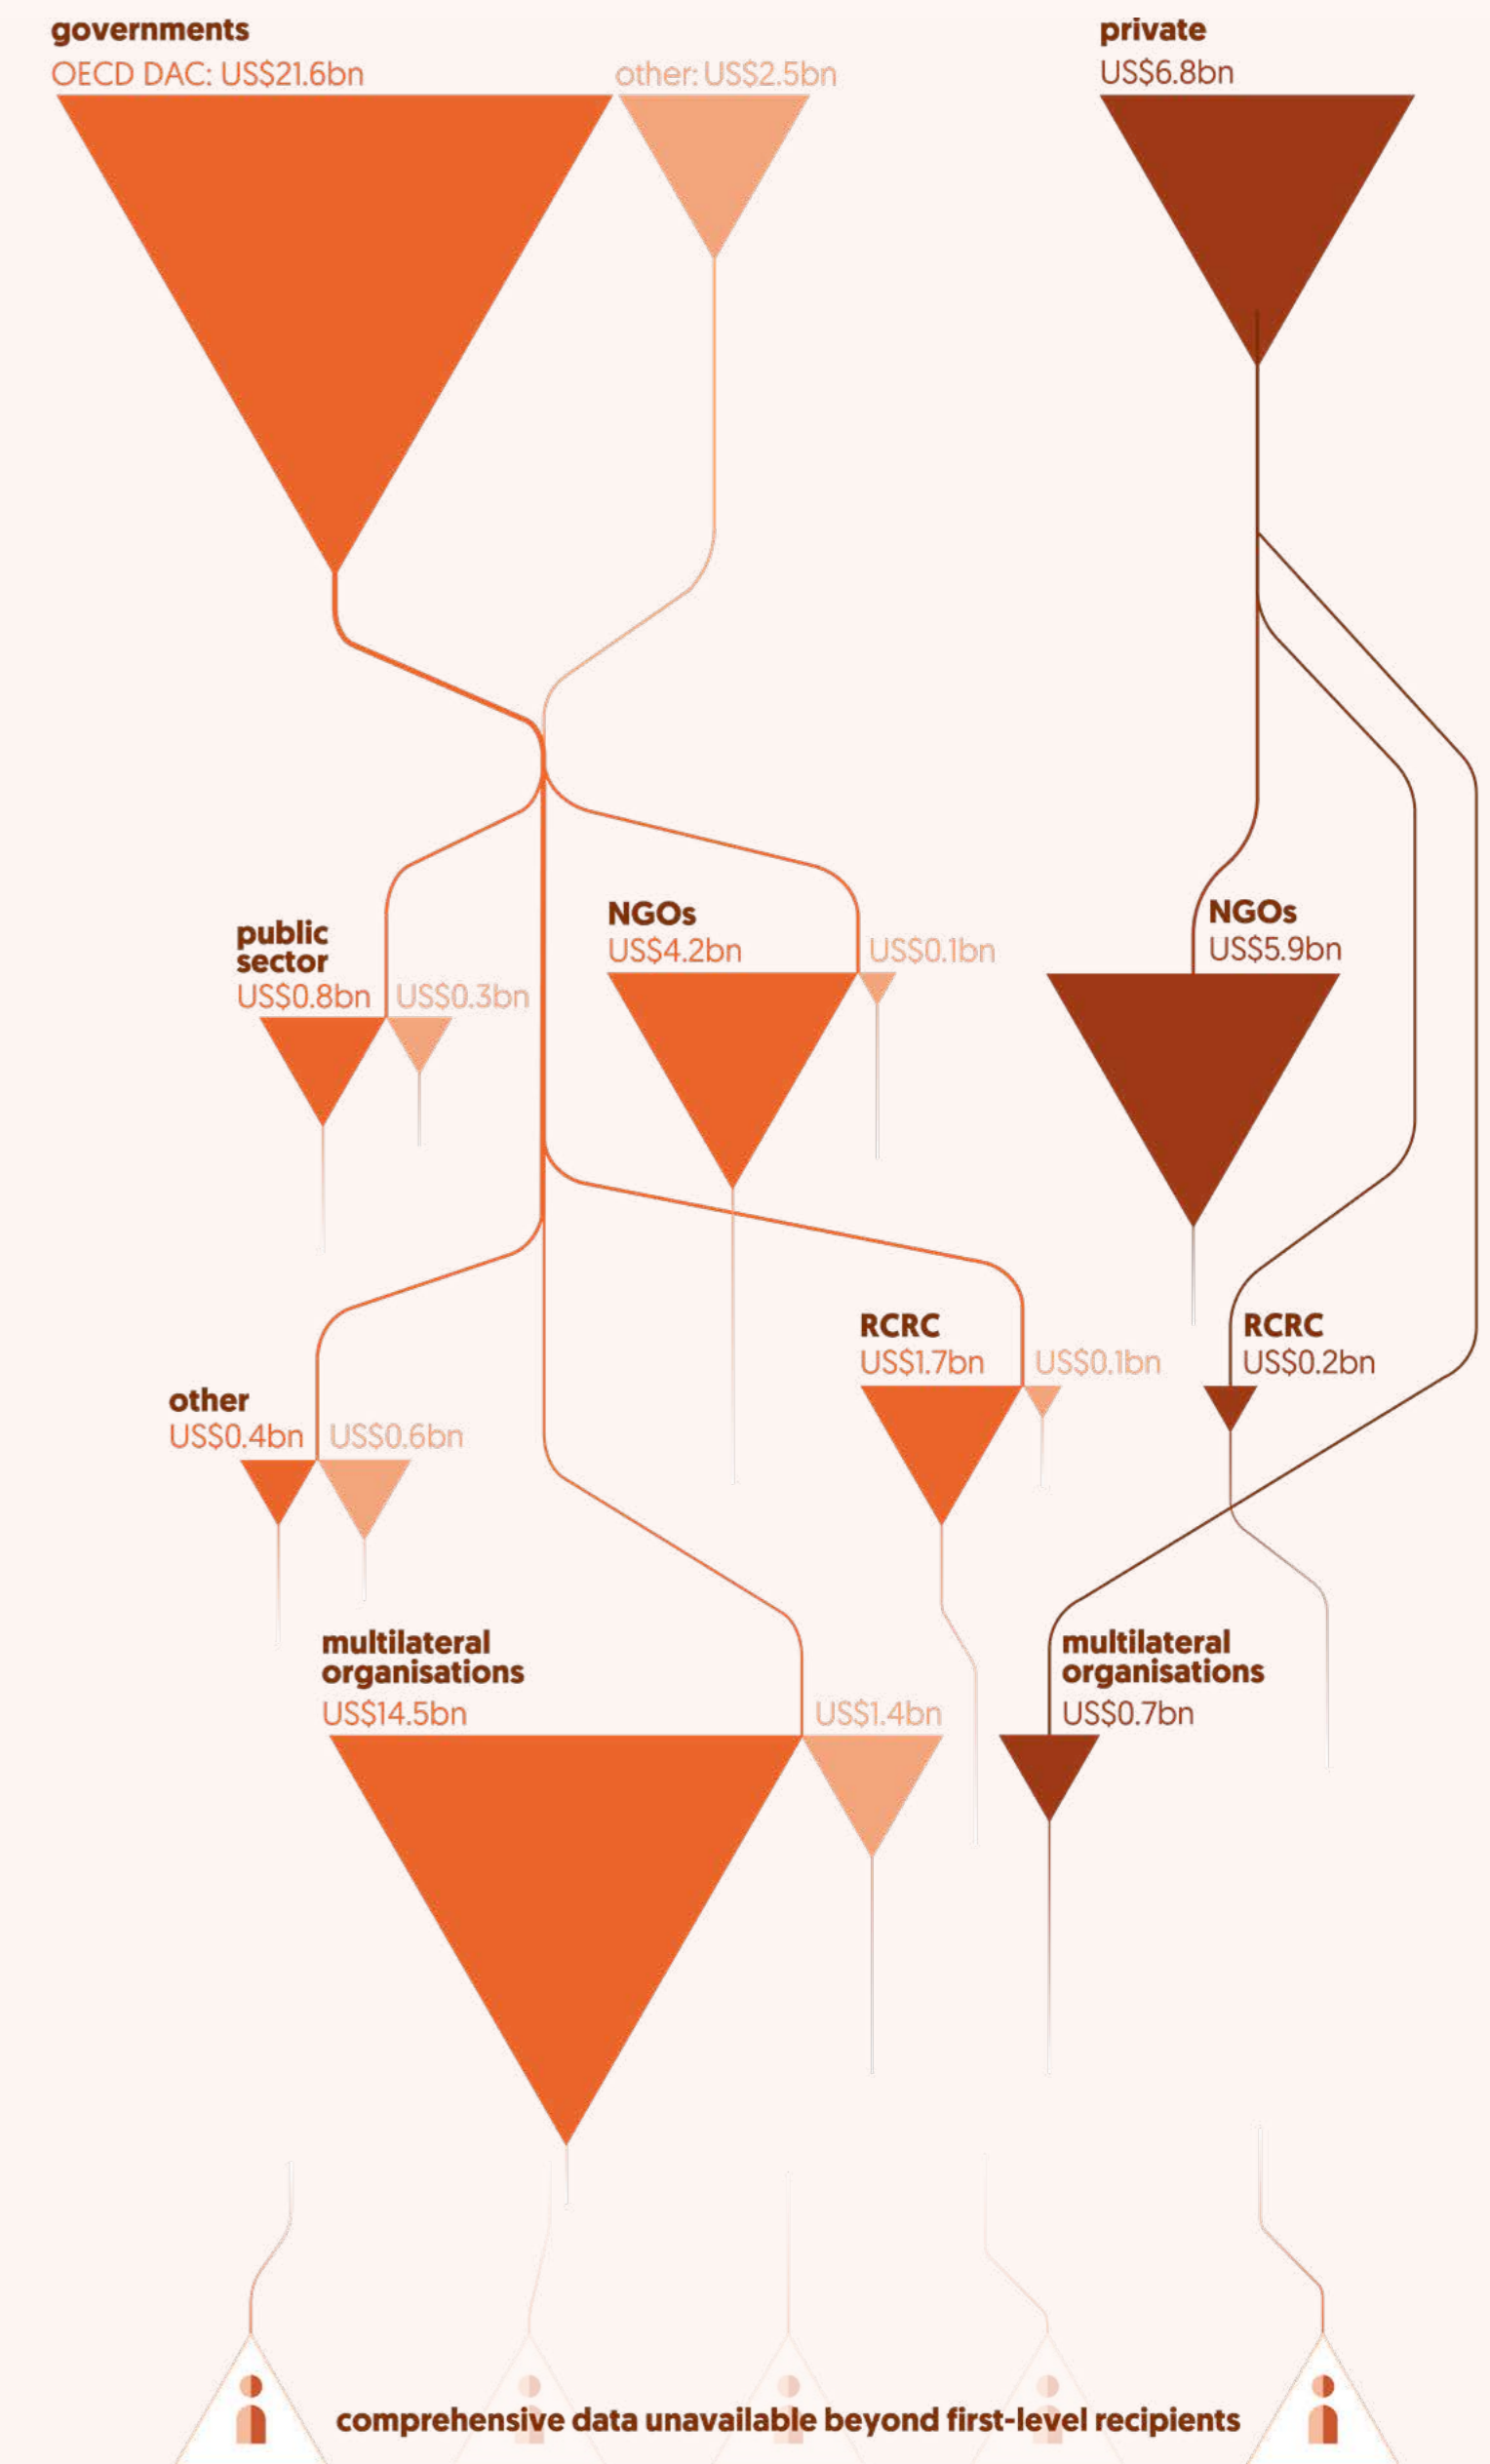 governments
OECD DAC: US$21.6bn
other: US$2.5bn
private
US$6.8bn
public
sector
US$0.8bn
US$0.3bn
NGOs
US$4.2bn
US$0.1bn
NGOs
US$5.9bn
other
US$0.4bn
US$0.6bn
RCRC
US$1.7bn
US$0.1bn
RCRC
US$0.2bn
multilateral
organisations
US$14.5bn
US$1.4bn
multilateral
organisations
US$0.7bn
comprehensive data unavailable beyond first-level recipients